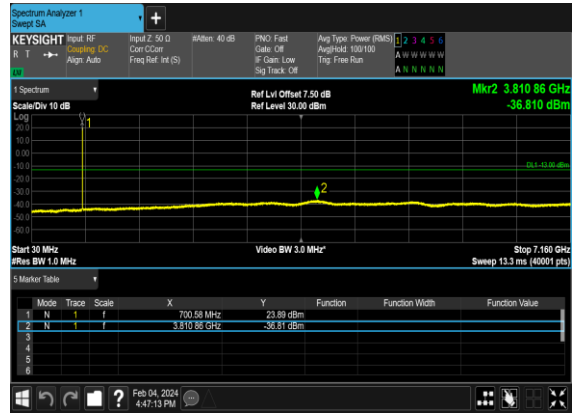 Spectrum Analyzer 1
Swept SA
+
KEYSIGHT Input: RF Input Z: 50 Ω #Atten: 40 dB PNO: Fast Avg Type: Power (RMS) 1 2 3 4 5 6
R T Coupling: DC Corr CCorr Gate: Off Avg|Hold: 100/100 A W W W W W
Align: Auto Freq Ref: Int (S) IF Gain: Low Trig: Free Run
Sig Track: Off A N N N N N
1 Spectrum Ref Lvl Offset 7.50 dB Mkr2 3.810 86 GHz
Scale/Div 10 dB Ref Level 30.00 dBm -36.810 dBm
Log
20.0
10.0
0.00
-10.0
-20.0
-30.0
-40.0
-50.0
-60.0
1
2
DL1 -13.00 dBm
Start 30 MHz Video BW 3.0 MHz* Stop 7.160 GHz
#Res BW 1.0 MHz Sweep 13.3 ms (40001 pts)
5 Marker Table
Mode Trace Scale X Y Function Function Width Function Value
1 N 1 f 700.58 MHz 23.89 dBm
2 N 1 f 3.810 86 GHz -36.81 dBm
3
4
5
6
? Feb 04, 2024
4:47:13 PM